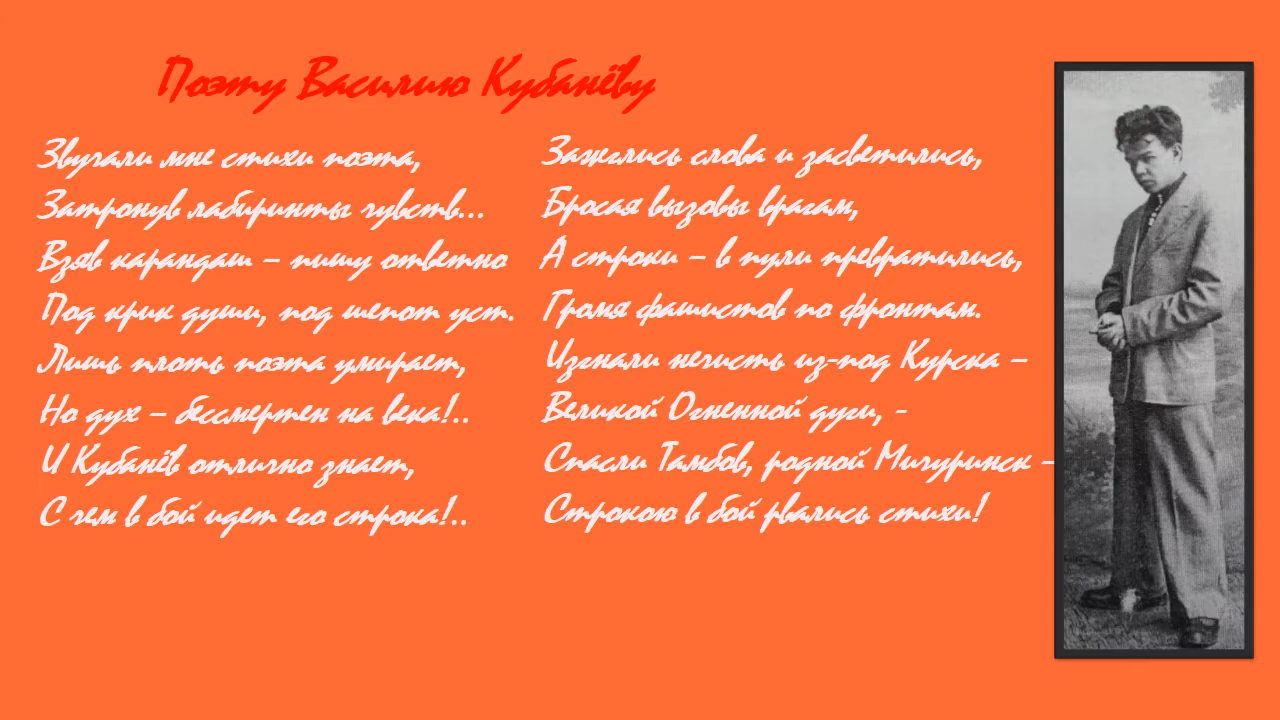 Поэту Василию Кубанёву
Звучали мне стихи поэта,
Затронув лабиринты чувств...
Взяв карандаш – пишу ответно
Под крик души, под шепот уст.
Лишь плоть поэта умирает,
Но дух – бессмертен на века!..
И Кубанёв отлично знает,
С чем в бой идет его строка!..
Зажглись слова и засветились,
Бросая вызовы врагам,
А строки – в пули превратились,
Громя фашистов по фронтам.
Изгнали нечисть из-под Курска –
Великой Огненной дуги, -
Спасли Тамбов, родной Мичуринск –
Строкою в бой рвались стихи!